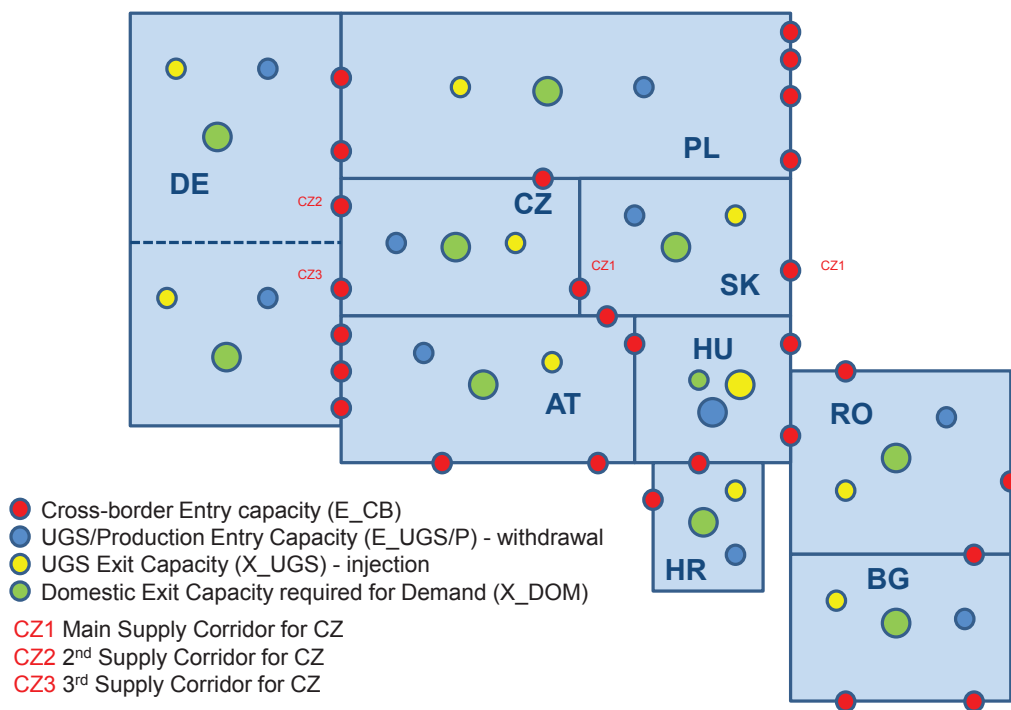 PL
DE
CZ2
CZ
CZ3
CZ1
SK
CZ1
HU
AT
RO
HR
BG
Cross-border Entry capacity (E_CB)
UGS/Production Entry Capacity (E_UGS/P) - withdrawal
UGS Exit Capacity (X_UGS) - injection
Domestic Exit Capacity required for Demand (X_DOM)
CZ1 Main Supply Corridor for CZ
CZ2 2nd Supply Corridor for CZ
CZ3 3rd Supply Corridor for CZ